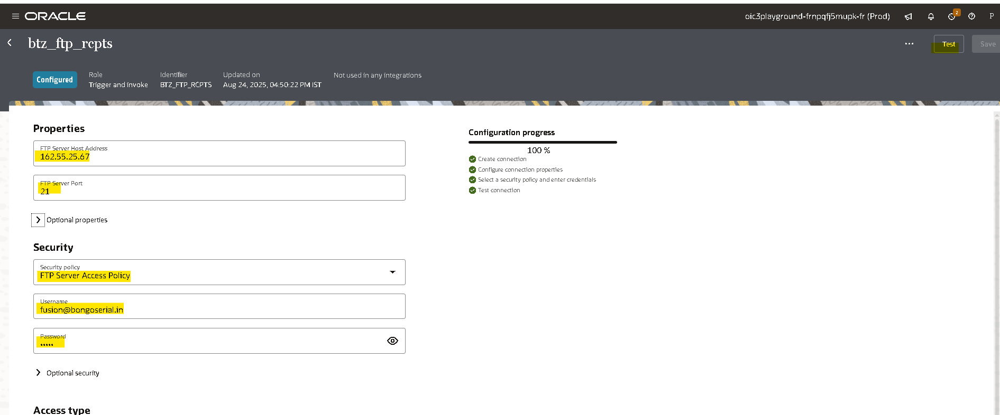 ORACLE
oic3playground-frnpqfj5mupk-fr (Prod)
2
P
btz_ftp_rcpts
Test
Save
Configured
Role
Trigger and invoke
Identifier
BTZ_FTP_RCPTS
Updated on
Aug 24, 2025, 04:50:22 PM IST
Not used in any integrations
Properties
FTP Server Host Address
162.55.25.67
FTP Server Port
21
Optional properties
Security
Security policy
FTP Server Access Policy
Username
fusion@bongoserial.in
Password
•••••
Optional security
Access type
Configuration progress
100 %
Create connection
Configure connection properties
Select a security policy and enter credentials
Test connection